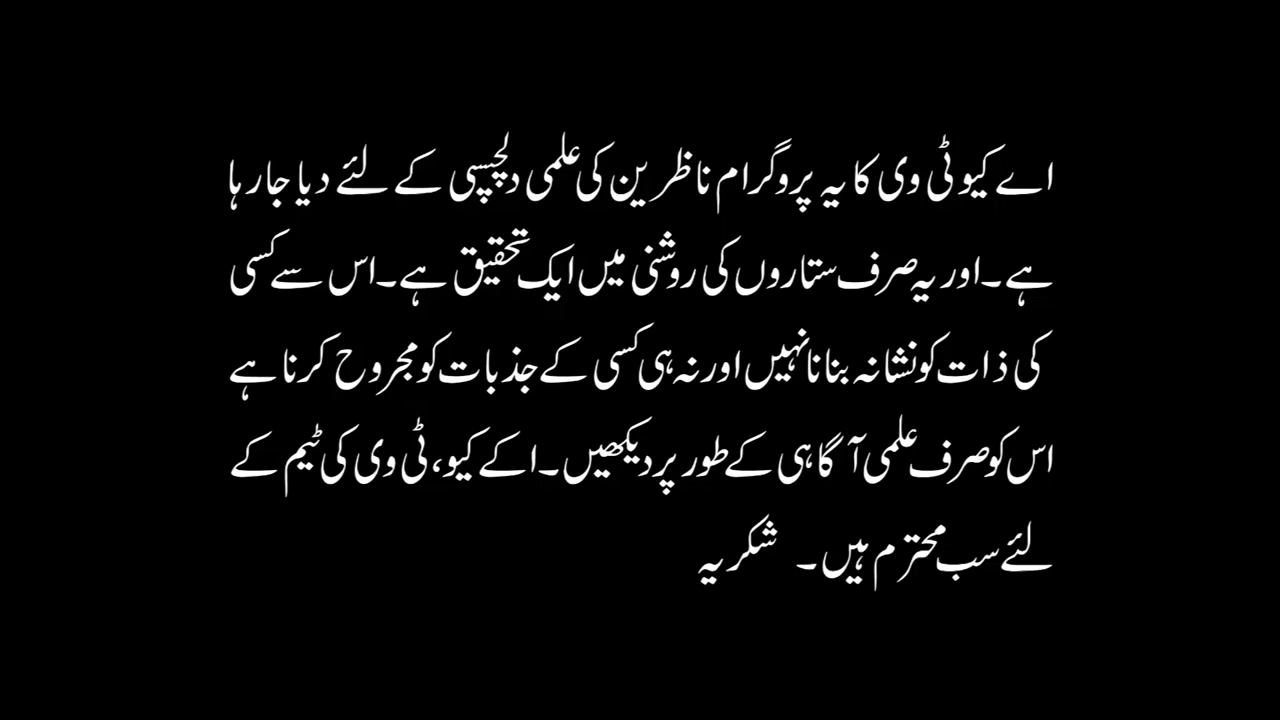 اے کیو ٹی وی کا یہ پروگرام ناظرین کی علمی دلچسپی کے لئے دیا جا رہا
ہے۔ اور یہ صرف ستاروں کی روشنی میں ایک تحقیق ہے۔ اس سے کسی
کی ذات کو نشانہ بنانا نہیں اور نہ ہی کسی کے جذبات کو مجروح کرنا ہے
اس کو صرف علمی آگاہی کے طور پر دیکھیں۔ اکے کیو، ٹی وی کی ٹیم کے
لئے سب محترم ہیں۔ شکریہ